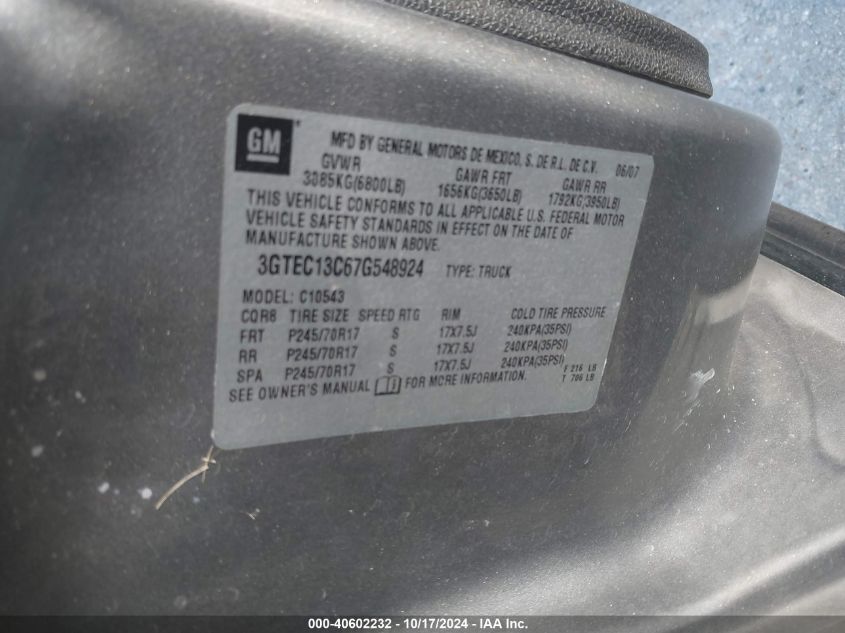 GM
MFD BY GENERAL MOTORS DE MEXICO, S. DE R.L. DE C.V. 06/07
GVWR GAWR FRT GAWR RR
3085KG(6800LB) 1656KG(3650LB) 1792KG(3950LB)
THIS VEHICLE CONFORMS TO ALL APPLICABLE U.S. FEDERAL MOTOR
VEHICLE SAFETY STANDARDS IN EFFECT ON THE DATE OF
MANUFACTURE SHOWN ABOVE.
3GTEC13C67G548924 TYPE: TRUCK
MODEL: C10543
CQR8 TIRE SIZE SPEED RTG RIM COLD TIRE PRESSURE
FRT P245/70R17 S 17X7.5J 240KPA(35PSI)
RR P245/70R17 S 17X7.5J 240KPA(35PSI)
SPA P245/70R17 S 17X7.5J 240KPA(35PSI)
F 216 LB
SEE OWNER'S MANUAL FOR MORE INFORMATION. T 706 LB
000-40602232 - 10/17/2024 - IAA Inc.